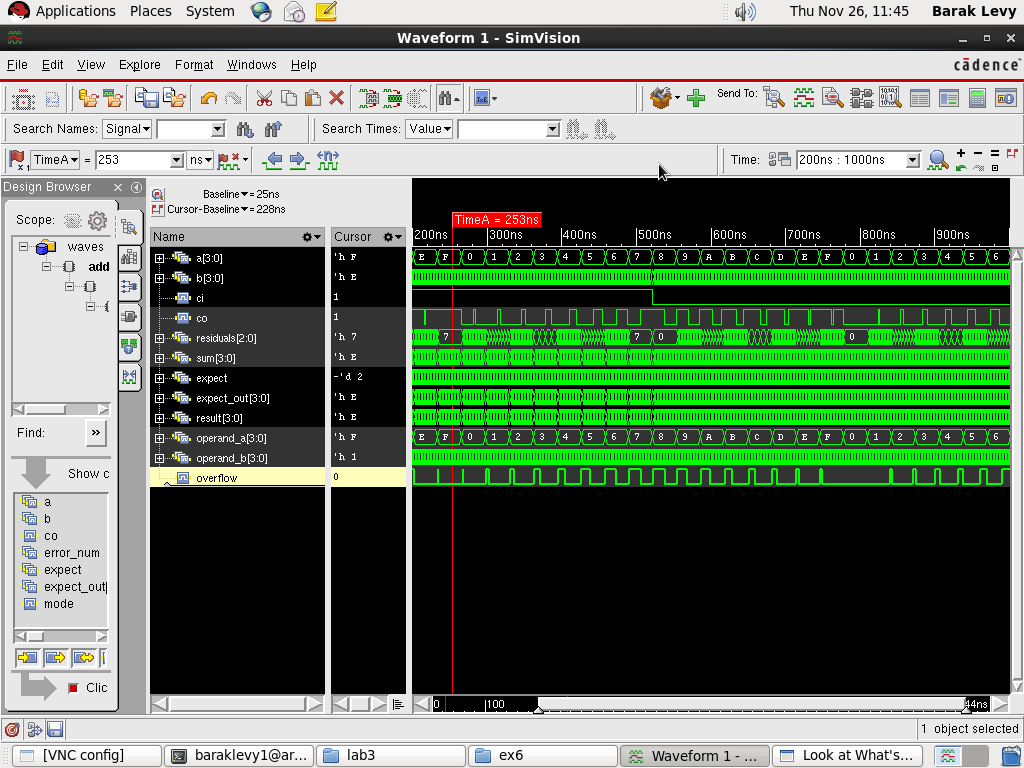 Applications Places System Thu Nov 26, 11:45 Barak Levy
Waveform 1 - SimVision
File Edit View Explore Format Windows Help cādence
Send To:
Search Names: Signal Search Times: Value
TimeA = 253 ns Time: 200ns : 1000ns
Design Browser
Baseline = 25ns
Cursor-Baseline = 228ns
Scope:
waves
add
Find:
Show c
a
b
co
error_num
expect
expect_out
mode
Clic
TimeA = 253ns
Name Cursor 200ns 300ns 400ns 500ns 600ns 700ns 800ns 900ns
a[3:0] 'h F E F 0 1 2 3 4 5 6 7 8 9 A B C D E F 0 1 2 3 4 5 6
b[3:0] 'h E
ci 1
co 1
residuals[2:0] 'h 7 7 7 0 0
sum[3:0] 'h E
expect -'d 2
expect_out[3:0] 'h E
result[3:0] 'h E
operand_a[3:0] 'h F E F 0 1 2 3 4 5 6 7 8 9 A B C D E F 0 1 2 3 4 5 6
operand_b[3:0] 'h 1
overflow 0
0 100 44ns
1 object selected
[VNC config] baraklevy1@ar... lab3 ex6 Waveform 1 - ... Look at What's...